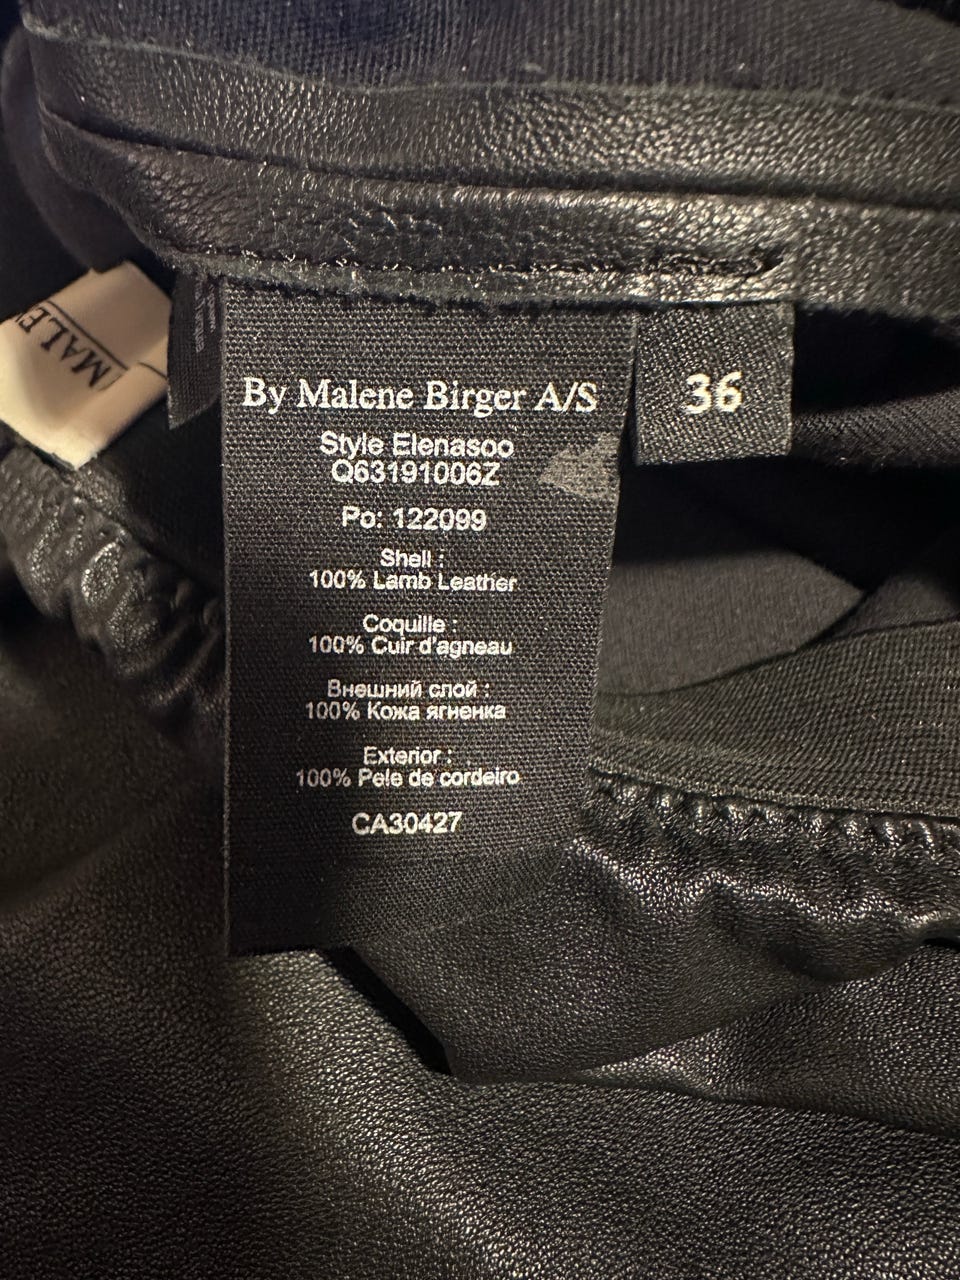 By Malene Birger A/S
36
Style Elenasoo
Q63191006Z
Po: 122099
Shell :
100% Lamb Leather
Coquille :
100% Cuir d'agneau
Внешний слой :
100% Кожа ягненка
Exterior :
100% Pele de cordeiro
CA30427